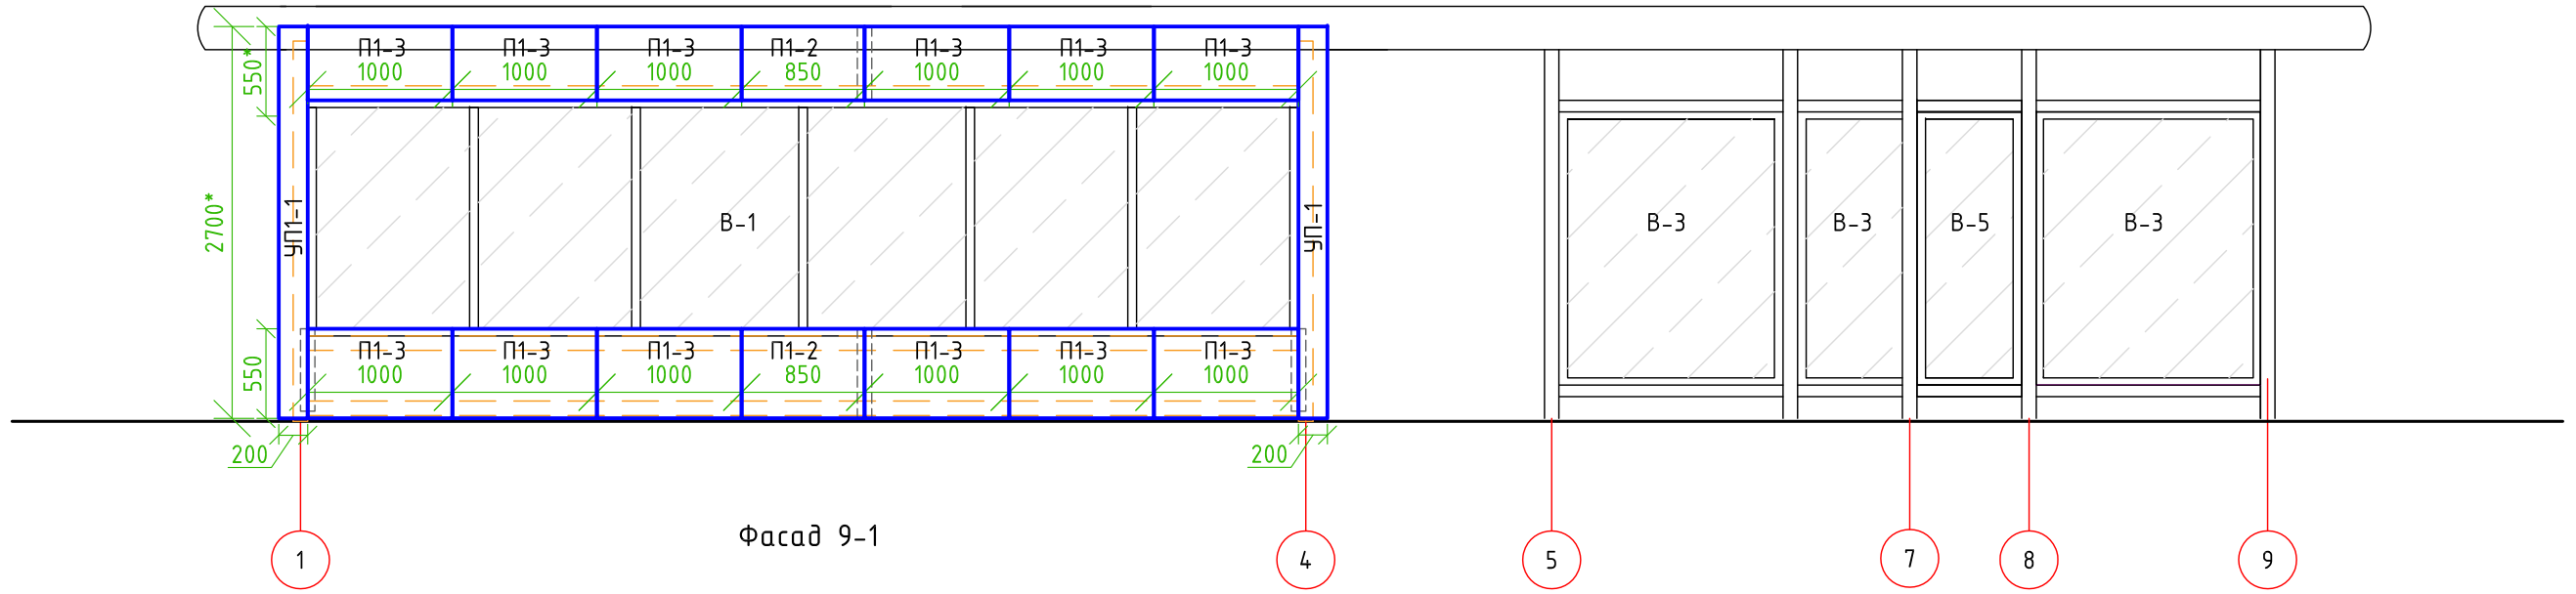 П1-3 П1-3 П1-3 П1-2 П1-3 П1-3 П1-3
1000 1000 1000 850 1000 1000 1000
550*
2700*
УП1-1
В-1
УП-1
В-3 В-3 В-5 В-3
П1-3 П1-3 П1-3 П1-2 П1-3 П1-3 П1-3
1000 1000 1000 850 1000 1000 1000
550
200 200
Фасад 9-1
1 4 5 7 8 9